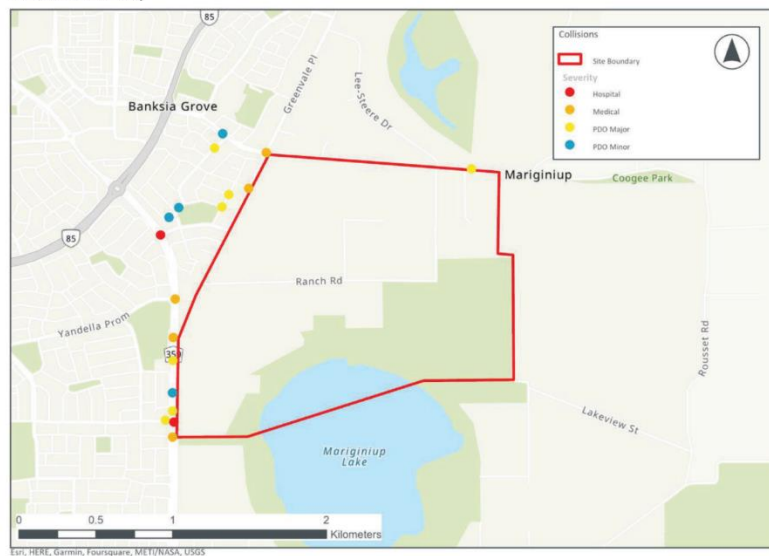 Collisions
Site Boundary
Severity
Hospital
Medical
PDO Major
PDO Minor
85
Banksia Grove
Greenvale Pl
Lee-Steere Dr
Mariginiup
Coogee Park
85
Ranch Rd
Yandella Prom
Rousset Rd
Lakeview St
Mariginiup
Lake
0 0.5 1 2
Kilometers
Esri, HERE, Garmin, Foursquare, METI/NASA, USGS